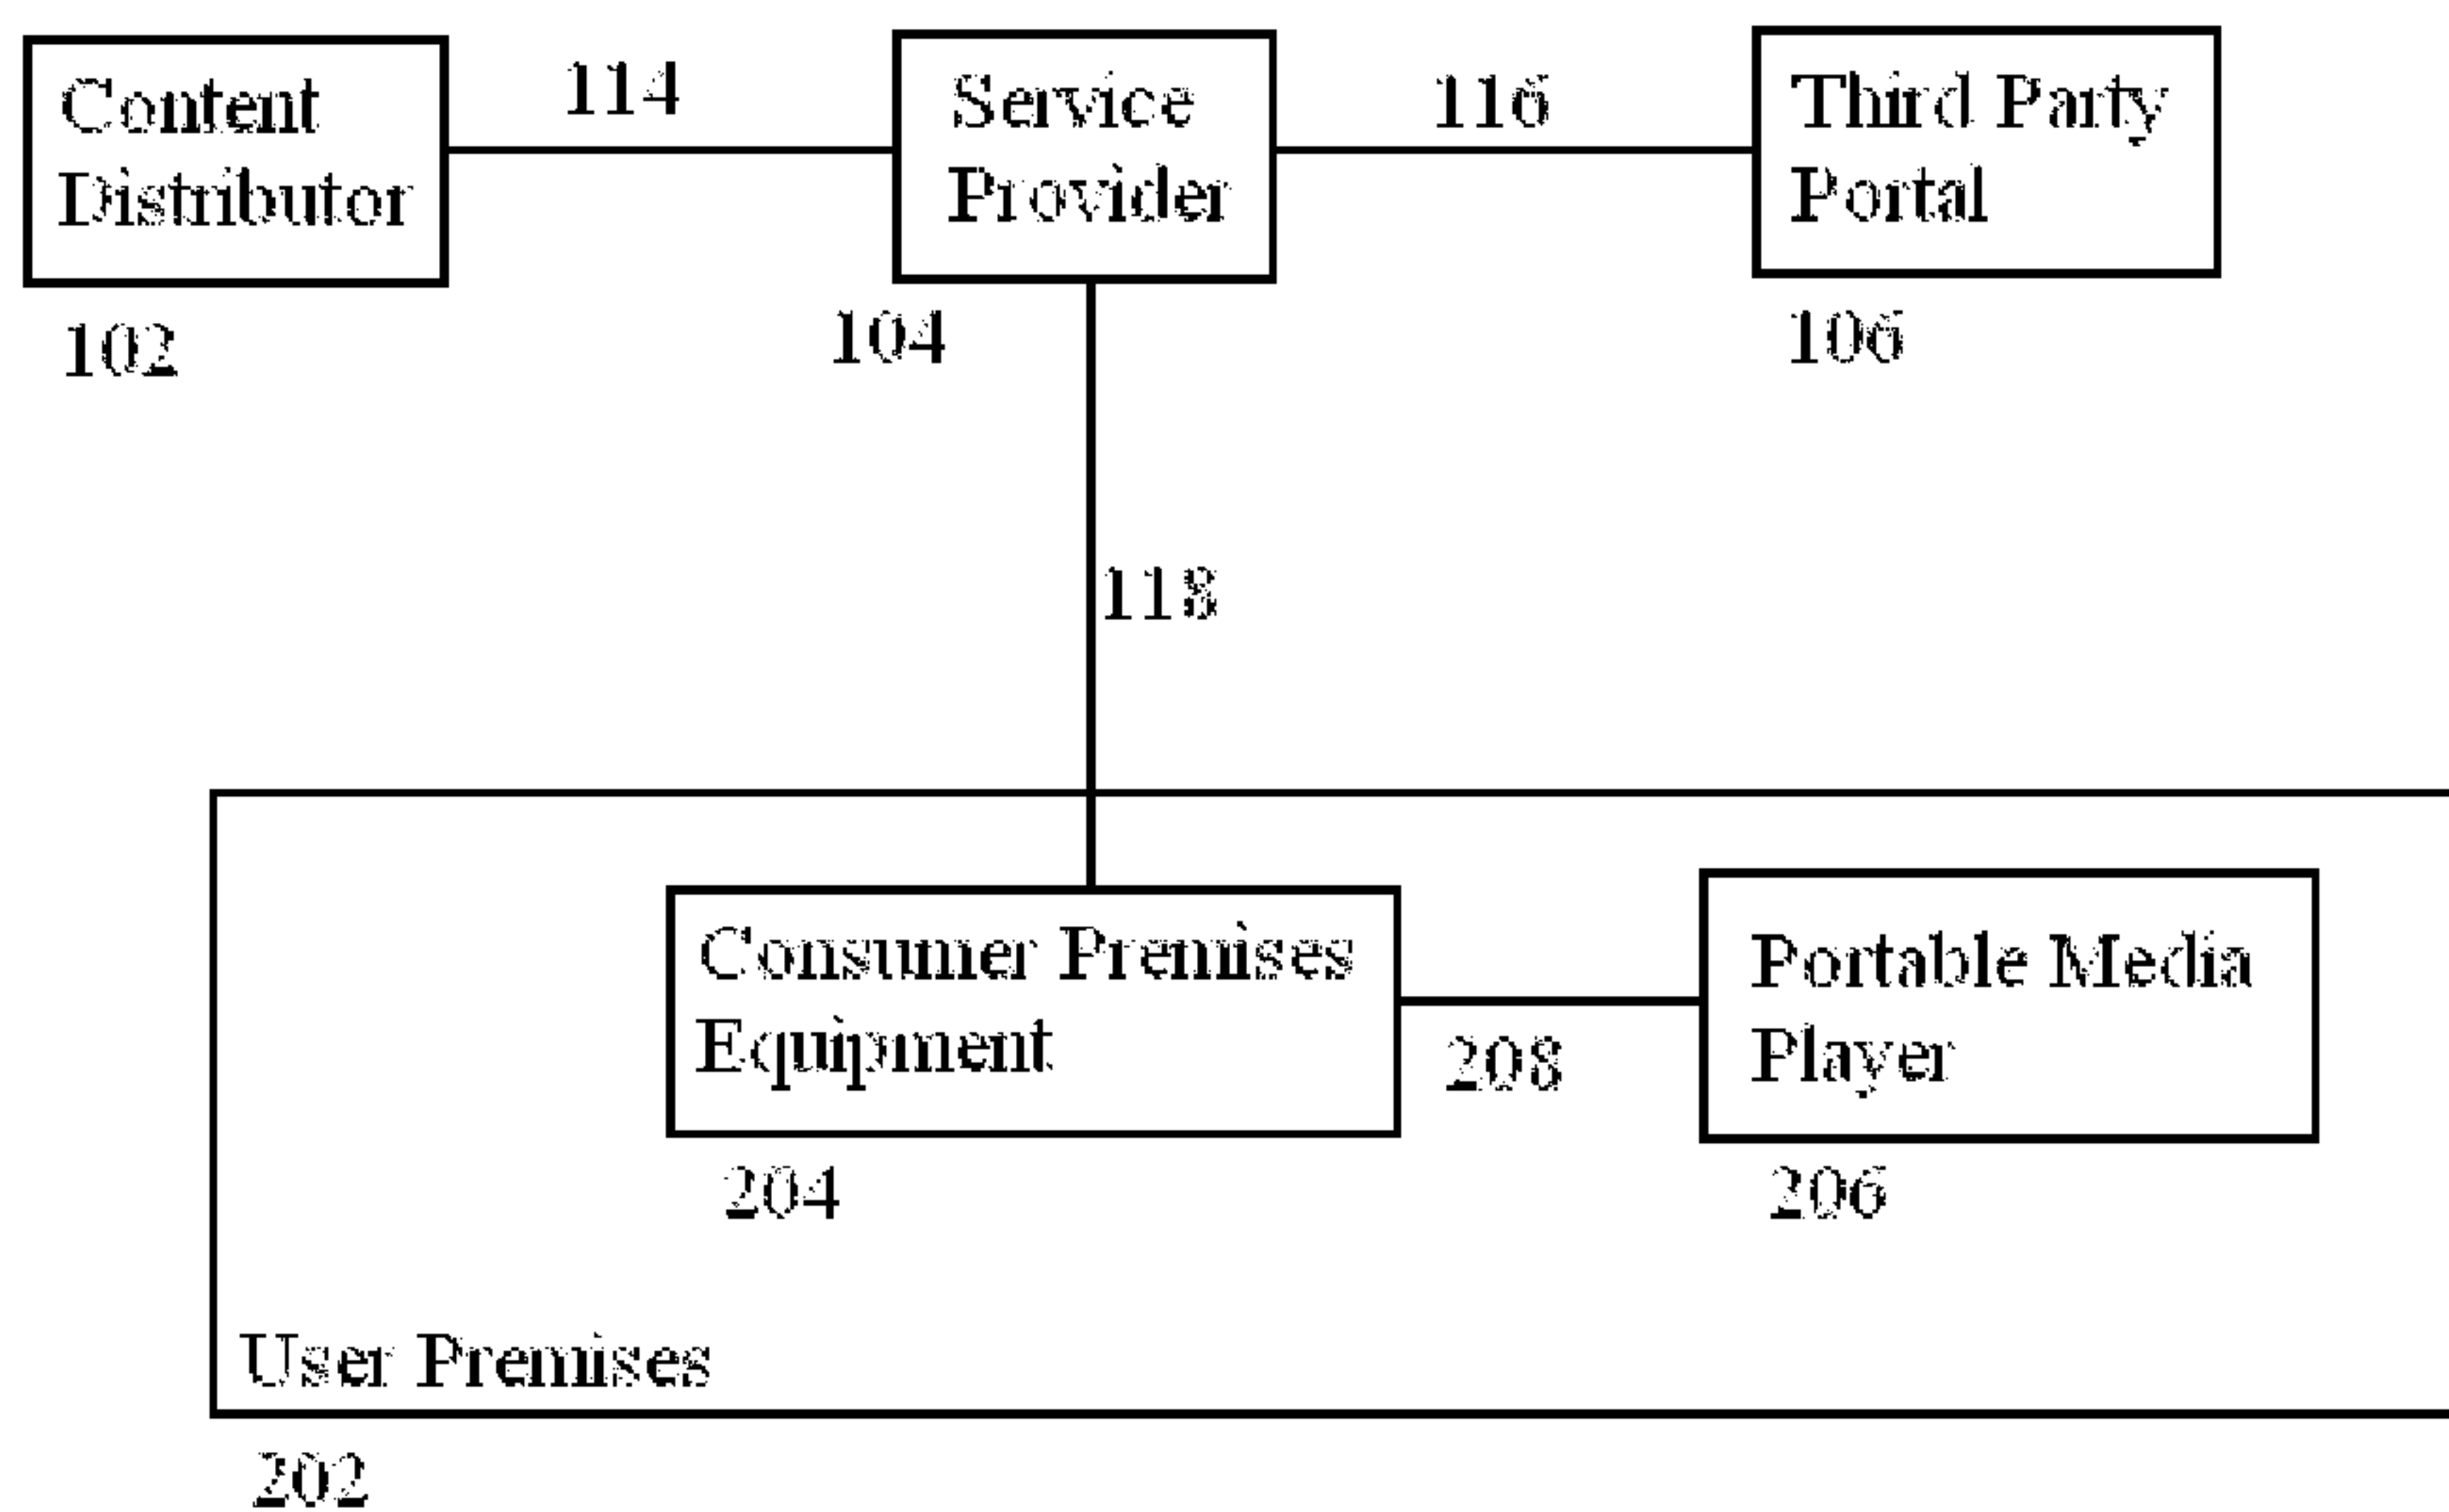 Content
Distributor
114
Service
Provider
116
Third Party
Portal
102
104
106
118
Consumer Premises
Equipment
208
Portable Media
Player
204
206
User Premises
202